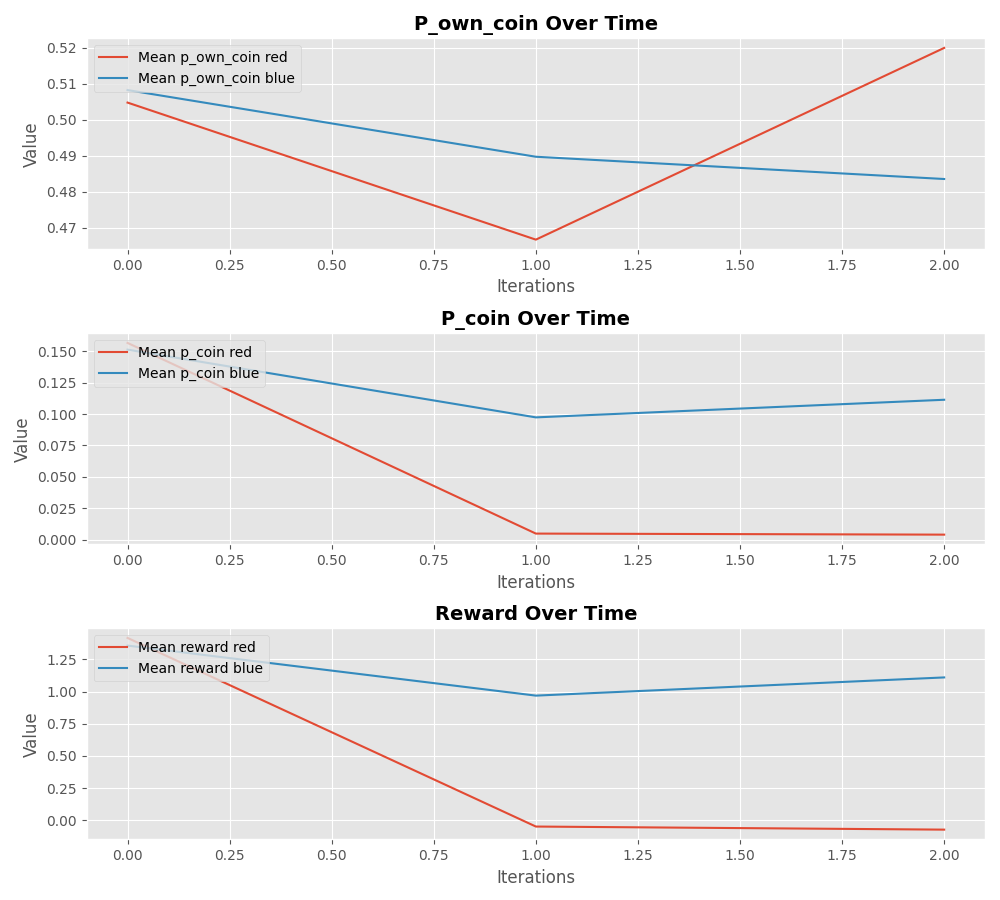 P_own_coin Over Time
Mean p_own_coin red
Mean p_own_coin blue
0.52
0.51
0.50
0.49
0.48
0.47
Value
0.00 0.25 0.50 0.75 1.00 1.25 1.50 1.75 2.00
Iterations
P_coin Over Time
Mean p_coin red
Mean p_coin blue
0.150
0.125
0.100
0.075
0.050
0.025
0.000
Value
0.00 0.25 0.50 0.75 1.00 1.25 1.50 1.75 2.00
Iterations
Reward Over Time
Mean reward red
Mean reward blue
1.25
1.00
0.75
0.50
0.25
0.00
Value
0.00 0.25 0.50 0.75 1.00 1.25 1.50 1.75 2.00
Iterations